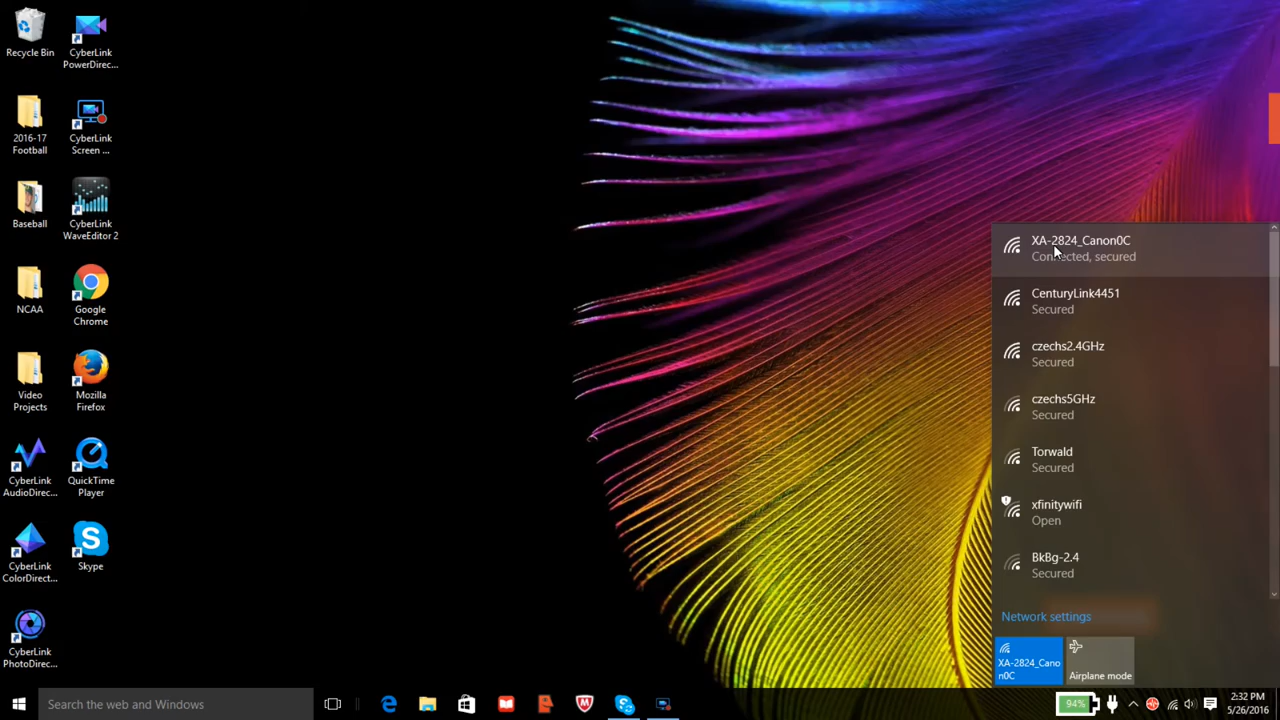 Recycle Bin
CyberLink
PowerDirec...
2016-17
Football
CyberLink
Screen ...
Baseball
CyberLink
WaveEditor 2
NCAA
Google
Chrome
Video
Projects
Mozilla
Firefox
CyberLink
AudioDirec...
QuickTime
Player
CyberLink
ColorDirect...
Skype
CyberLink
PhotoDirec...
XA-2824_Canon0C
Connected, secured
CenturyLink4451
Secured
czechs2.4GHz
Secured
czechs5GHz
Secured
Torwald
Secured
xfinitywifi
Open
BkBg-2.4
Secured
Network settings
XA-2824_Cano
n0C
Airplane mode
Search the web and Windows
94%
2:32 PM
5/26/2016